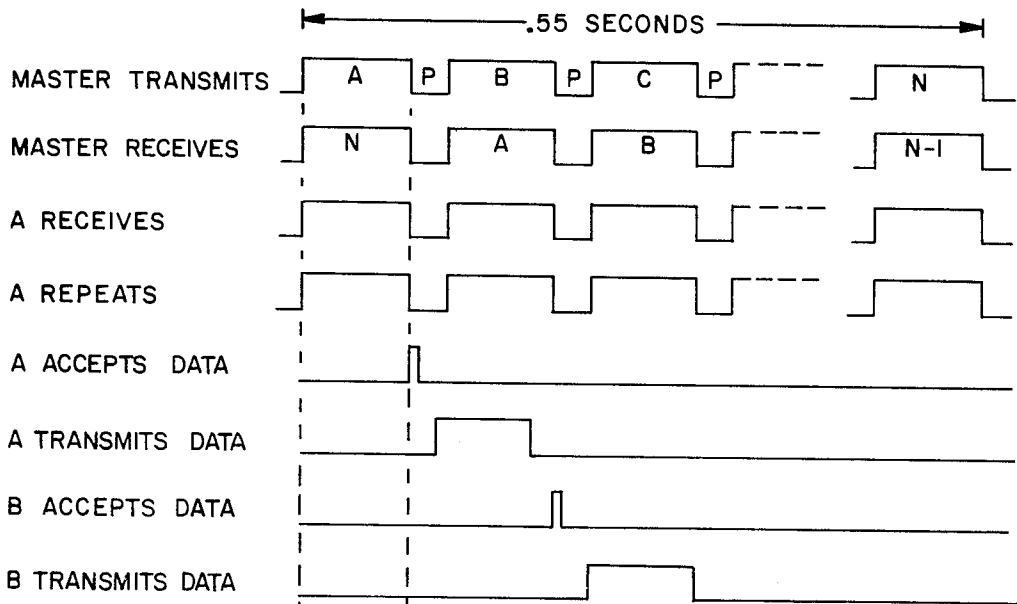 .55 SECONDS
MASTER TRANSMITS A P B P C P N
MASTER RECEIVES N A B N-1
A RECEIVES
A REPEATS
A ACCEPTS DATA
A TRANSMITS DATA
B ACCEPTS DATA
B TRANSMITS DATA